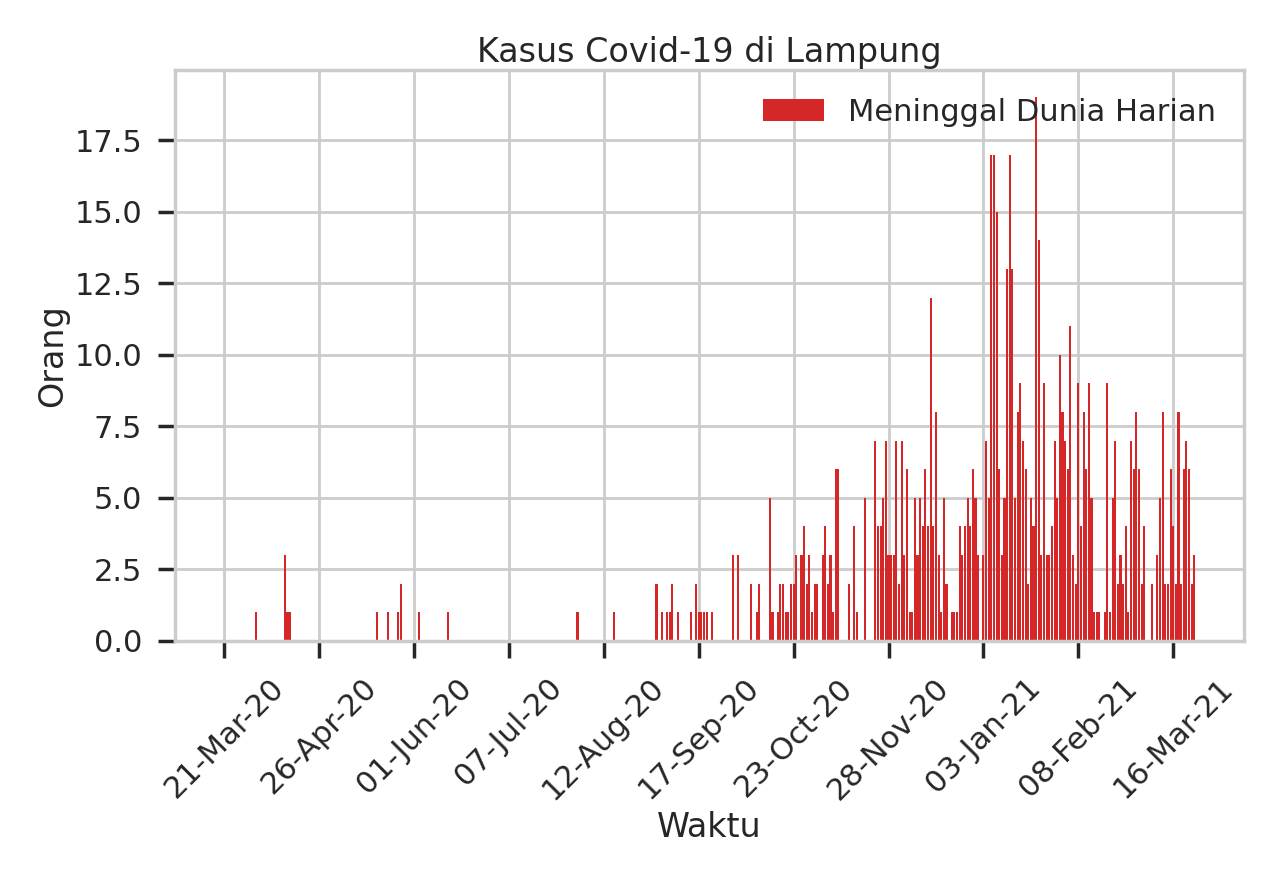 Kasus Covid-19 di Lampung
Meninggal Dunia Harian
17.5
15.0
12.5
10.0
7.5
5.0
2.5
0.0
Orang
21-Mar-20
26-Apr-20
01-Jun-20
07-Jul-20
12-Aug-20
17-Sep-20
23-Oct-20
28-Nov-20
03-Jan-21
08-Feb-21
16-Mar-21
Waktu